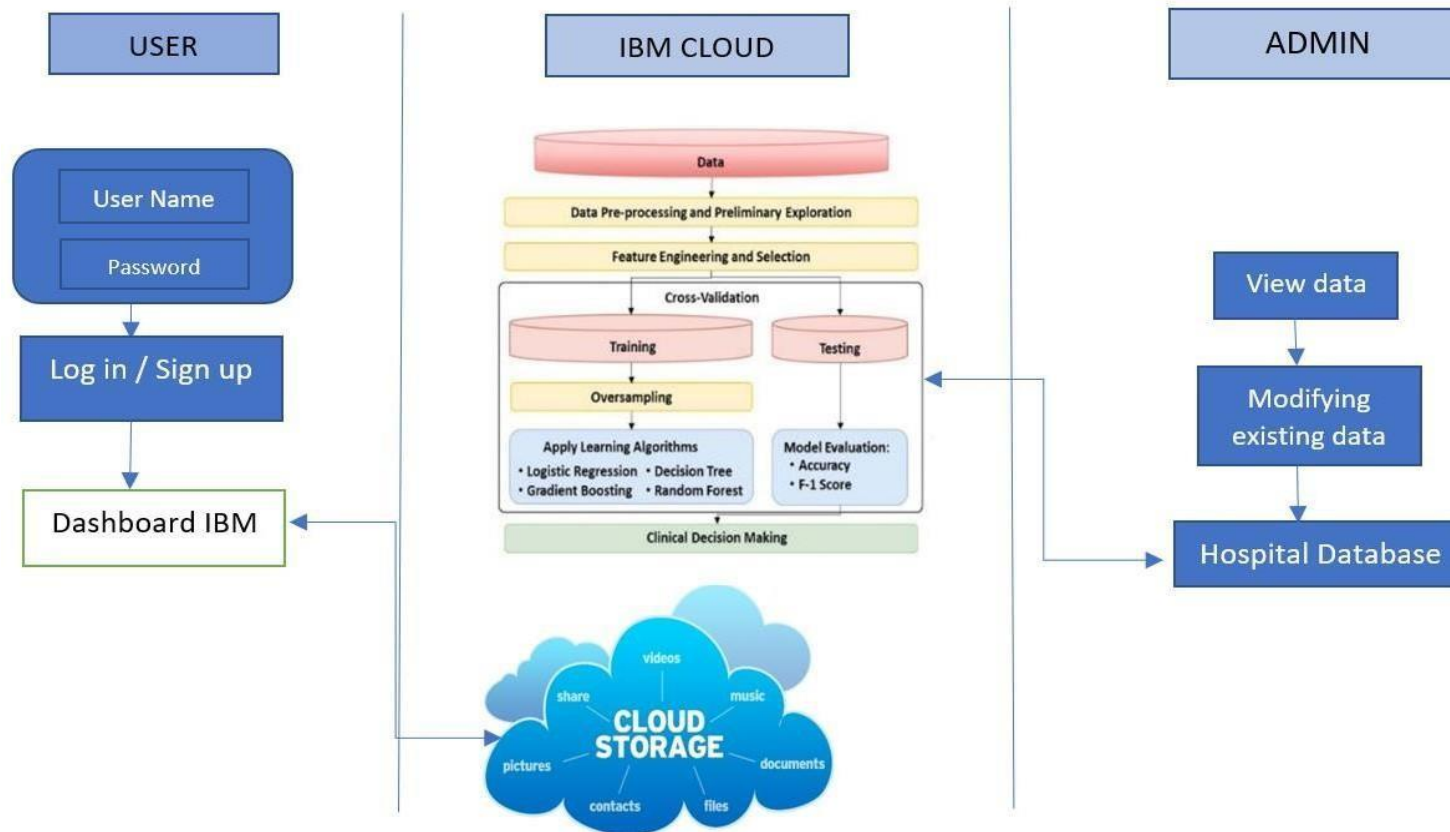 USER
IBM CLOUD
ADMIN
User Name
Password
Log in / Sign up
Dashboard IBM
Data
Data Pre-processing and Preliminary Exploration
Feature Engineering and Selection
Cross-Validation
Training
Testing
Oversampling
Apply Learning Algorithms
• Logistic Regression • Decision Tree
• Gradient Boosting • Random Forest
Model Evaluation:
• Accuracy
• F-1 Score
Clinical Decision Making
videos
share
music
CLOUD
STORAGE
pictures
documents
contacts
files
View data
Modifying
existing data
Hospital Database